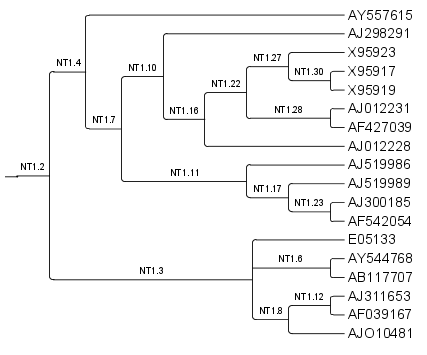 AY557615
AJ298291
NT1.27 X95923
NT1.4 NT1.10 NT1.30 X95917
NT1.22 X95919
NT1.16 NT1.28 AJ012231
NT1.7 AF427039
AJ012228
NT1.2 NT1.11 AJ519986
NT1.17 AJ519989
NT1.23 AJ300185
AF542054
E05133
NT1.3 NT1.6 AY544768
AB117707
NT1.12 AJ311653
NT1.8 AF039167
AJO10481